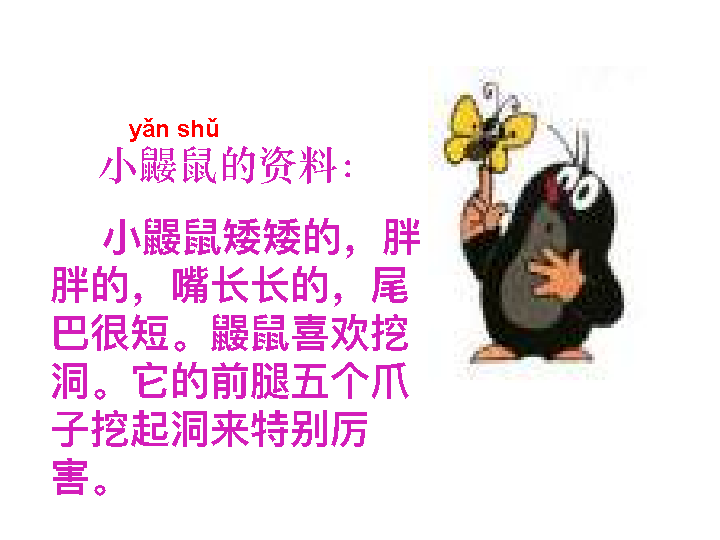 yǎn shǔ
小鼹鼠的资料：
小鼹鼠矮矮的，胖
胖的，嘴长长的，尾
巴很短。鼹鼠喜欢挖
洞。它的前腿五个爪
子挖起洞来特别厉
害。